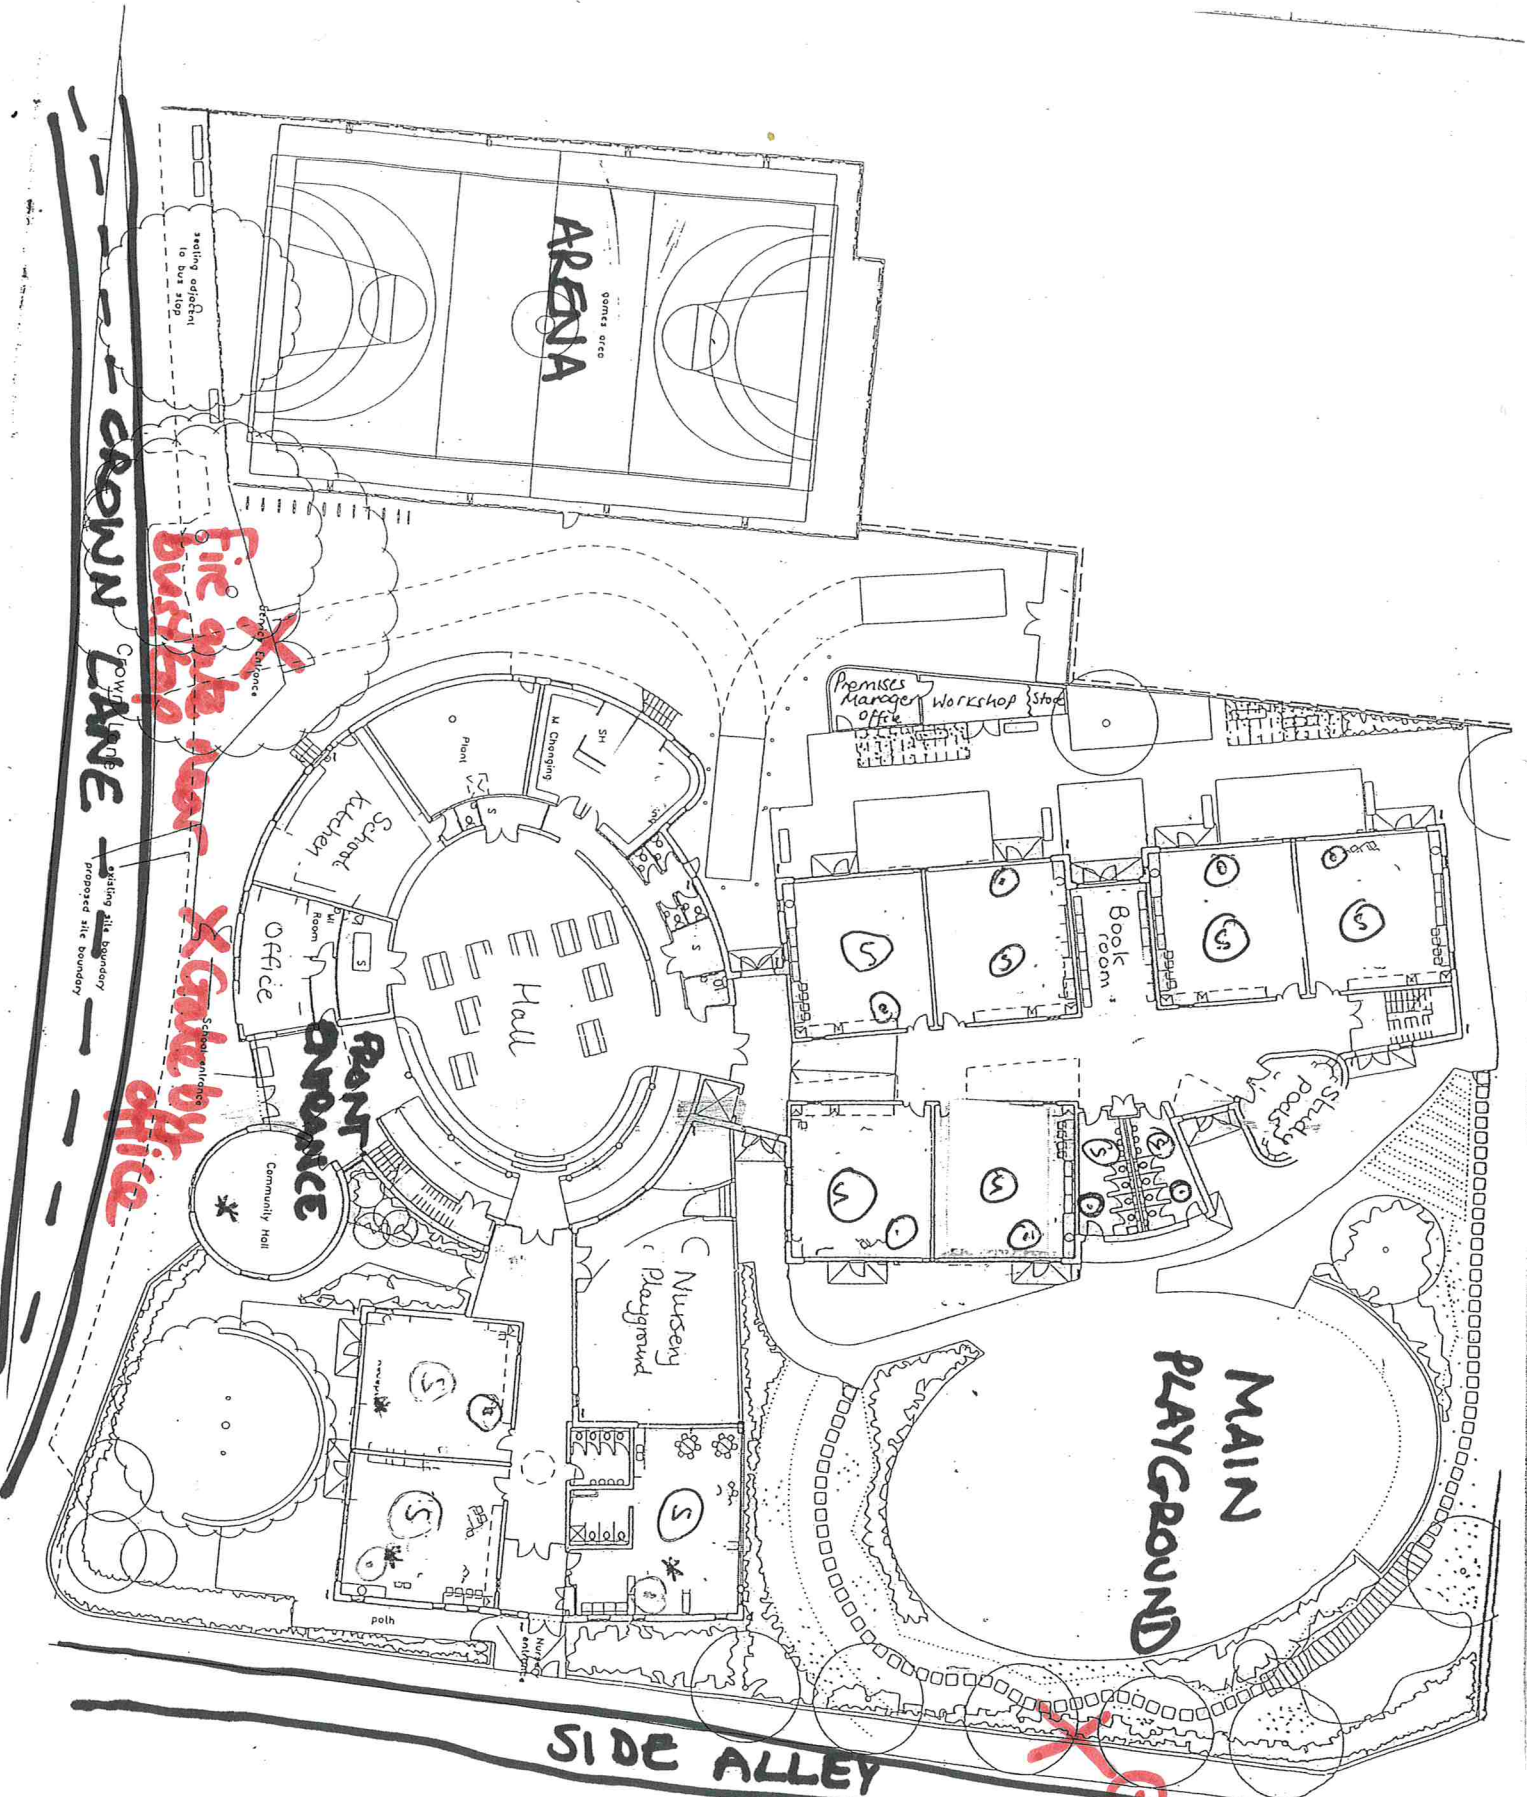 ARENA
games area
seating adjacent
to bus stop
CROWN LANE
Crown Lane
Fire gate near
bus stop
Service Entrance
existing site boundary
proposed site boundary
X Gate by
office
School entrance
Premises
Manager
office
Workshop
Store
Plant
M Changing
SH
School
Kitchen
Office
MI
Room
S
S
S
Hall
FRONT
ENTRANCE
Community Hall
Book
room
S
S
S
S
Study
Pods
S
S
S
Nursery
Playground
S
S
S
path
Nursery
entrance
MAIN
PLAYGROUND
SIDE ALLEY